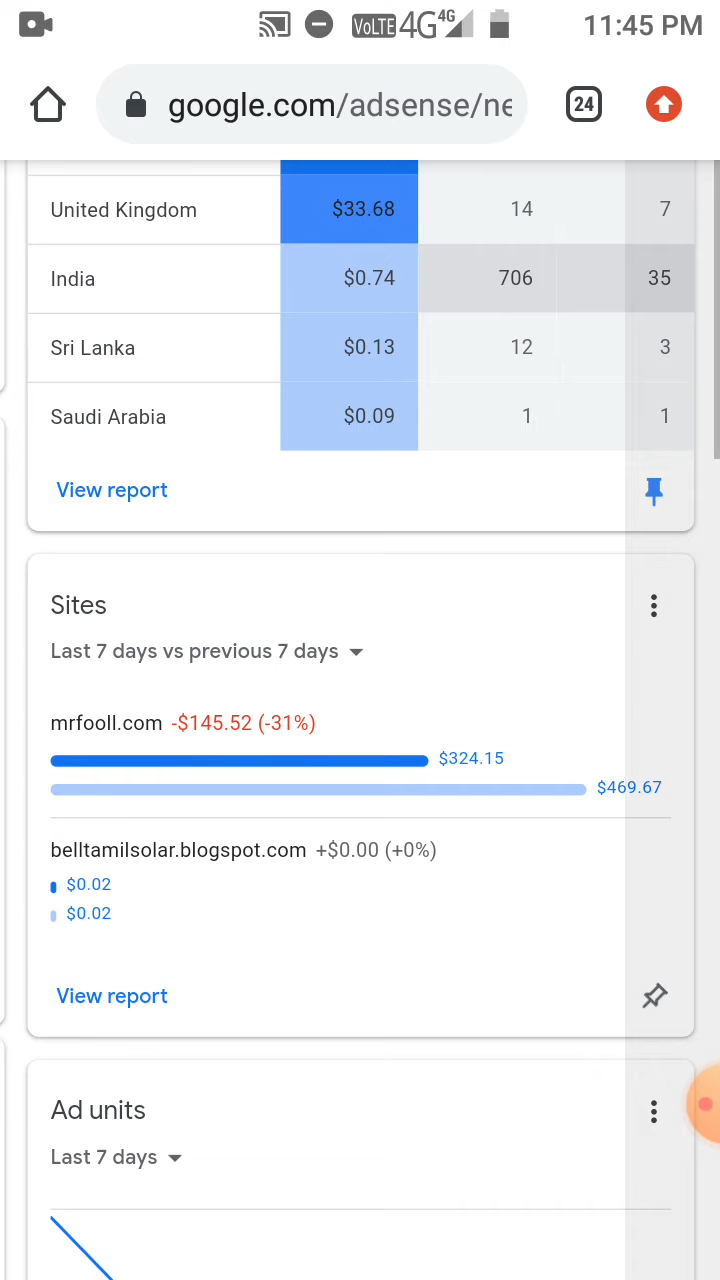 VoLTE 4G 4G 11:45 PM
google.com/adsense/ne 24
United Kingdom $33.68 14 7
India $0.74 706 35
Sri Lanka $0.13 12 3
Saudi Arabia $0.09 1 1
View report
Sites
Last 7 days vs previous 7 days
mrfooll.com -$145.52 (-31%)
$324.15
$469.67
belltamilsolar.blogspot.com +$0.00 (+0%)
$0.02
$0.02
View report
Ad units
Last 7 days